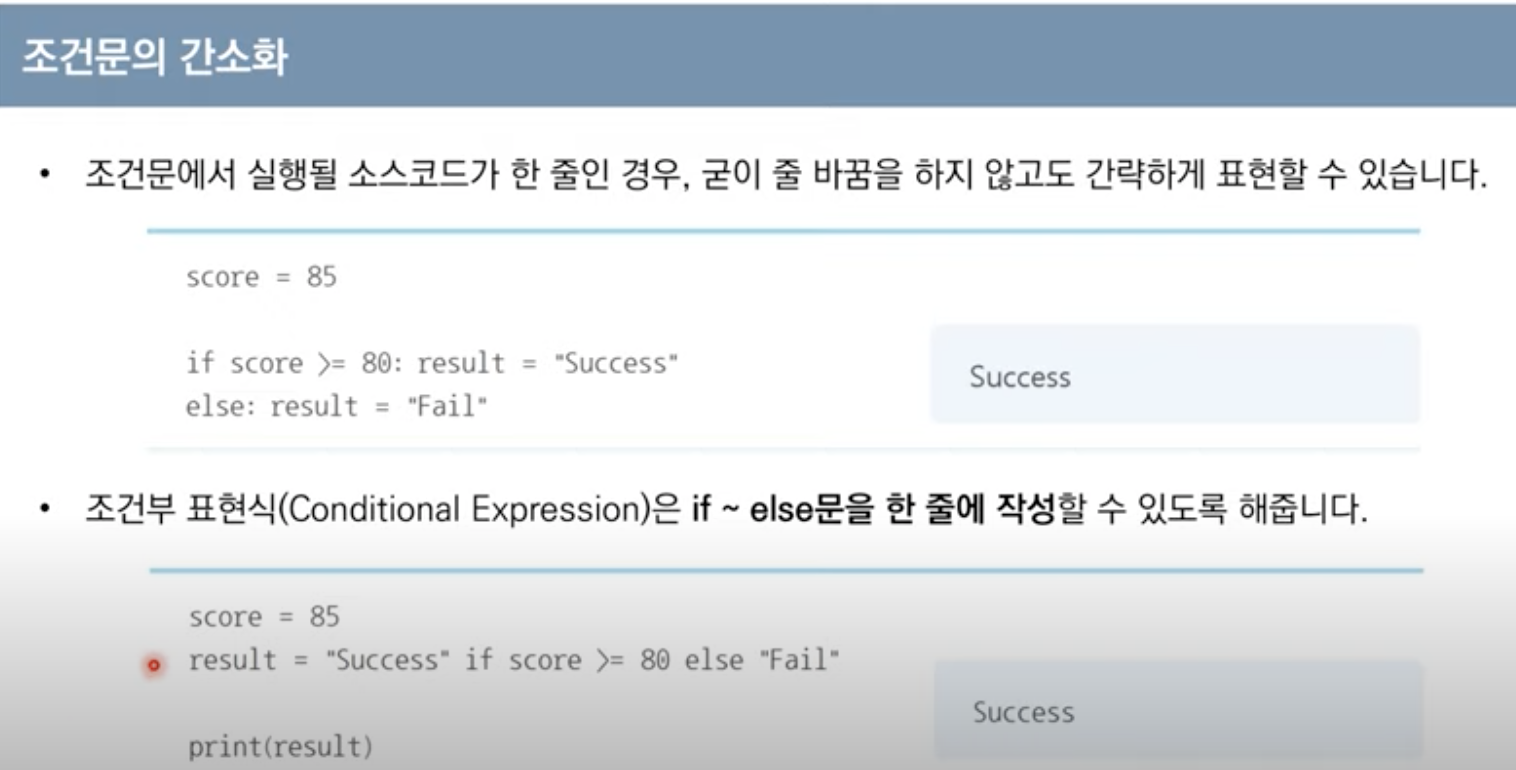 조건문의 간소화
• 조건문에서 실행될 소스코드가 한 줄인 경우, 굳이 줄 바꿈을 하지 않고도 간략하게 표현할 수 있습니다.
score = 85
if score >= 80: result = "Success"
else: result = "Fail"
Success
• 조건부 표현식(Conditional Expression)은 if ~ else문을 한 줄에 작성할 수 있도록 해줍니다.
score = 85
result = "Success" if score >= 80 else "Fail"
print(result)
Success